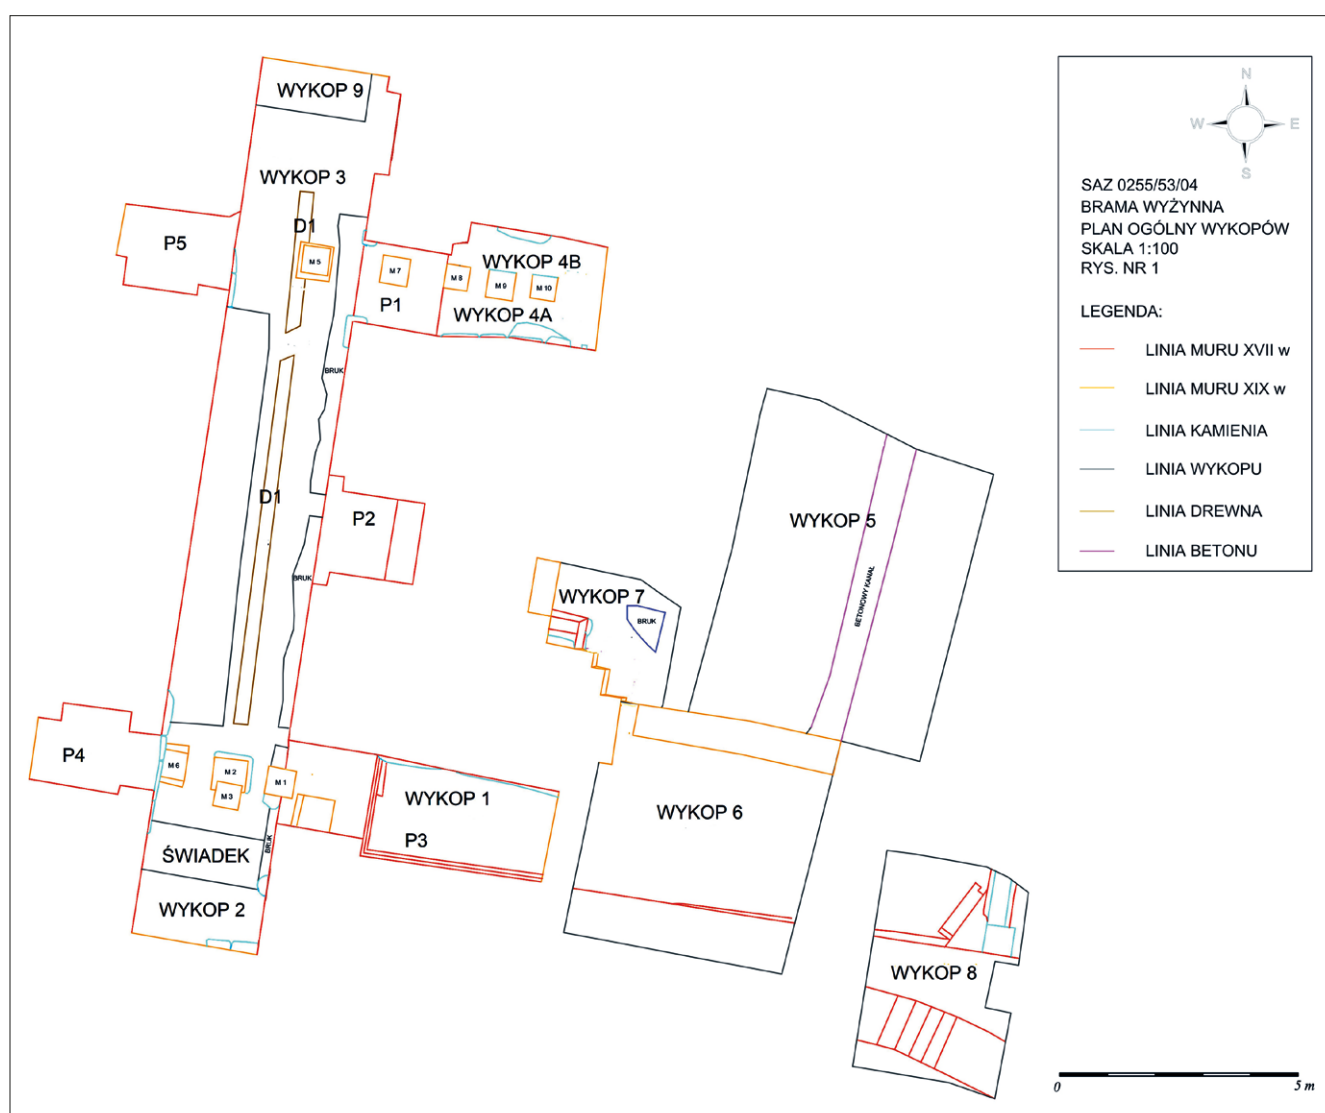 WYKOP 9
WYKOP 3
D1
M 5
P5
BRUK
M 7
P1
M 8
M 9
M 10
WYKOP 4B
WYKOP 4A
D1
P2
BRUK
WYKOP 5
BETONOWY KANAŁ
WYKOP 7
BRUK
P4
M 6
M 2
M 3
M 1
WYKOP 1
P3
BRUK
ŚWIADEK
WYKOP 2
WYKOP 6
WYKOP 8
N
W
E
S
SAZ 0255/53/04
BRAMA WYŻYNNA
PLAN OGÓLNY WYKOPÓW
SKALA 1:100
RYS. NR 1
LEGENDA:
LINIA MURU XVII w
LINIA MURU XIX w
LINIA KAMIENIA
LINIA WYKOPU
LINIA DREWNA
LINIA BETONU
0
5 m